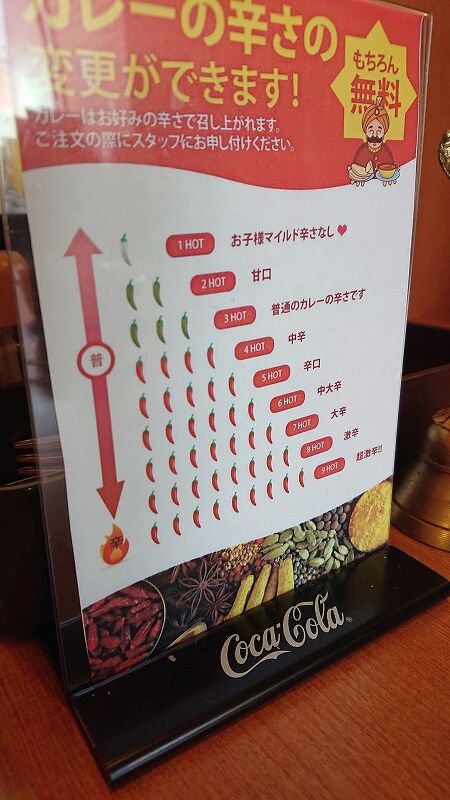 カレーの辛さの
変更ができます!
もちろん
無料
カレーはお好みの辛さで召し上がれます。
ご注文の際にスタッフにお申し付けください。
1 HOT お子様マイルド辛さなし♥
2 HOT 甘口
3 HOT 普通のカレーの辛さです
普
4 HOT 中辛
5 HOT 辛口
6 HOT 中大辛
7 HOT 大辛
8 HOT 激辛
9 HOT 超激辛!!
辛
Coca-Cola®